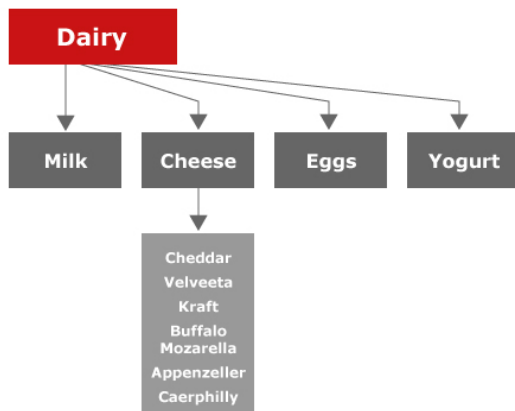 Dairy
Milk
Cheese
Eggs
Yogurt
Cheddar
Velveeta
Kraft
Buffalo
Mozarella
Appenzeller
Caerphilly